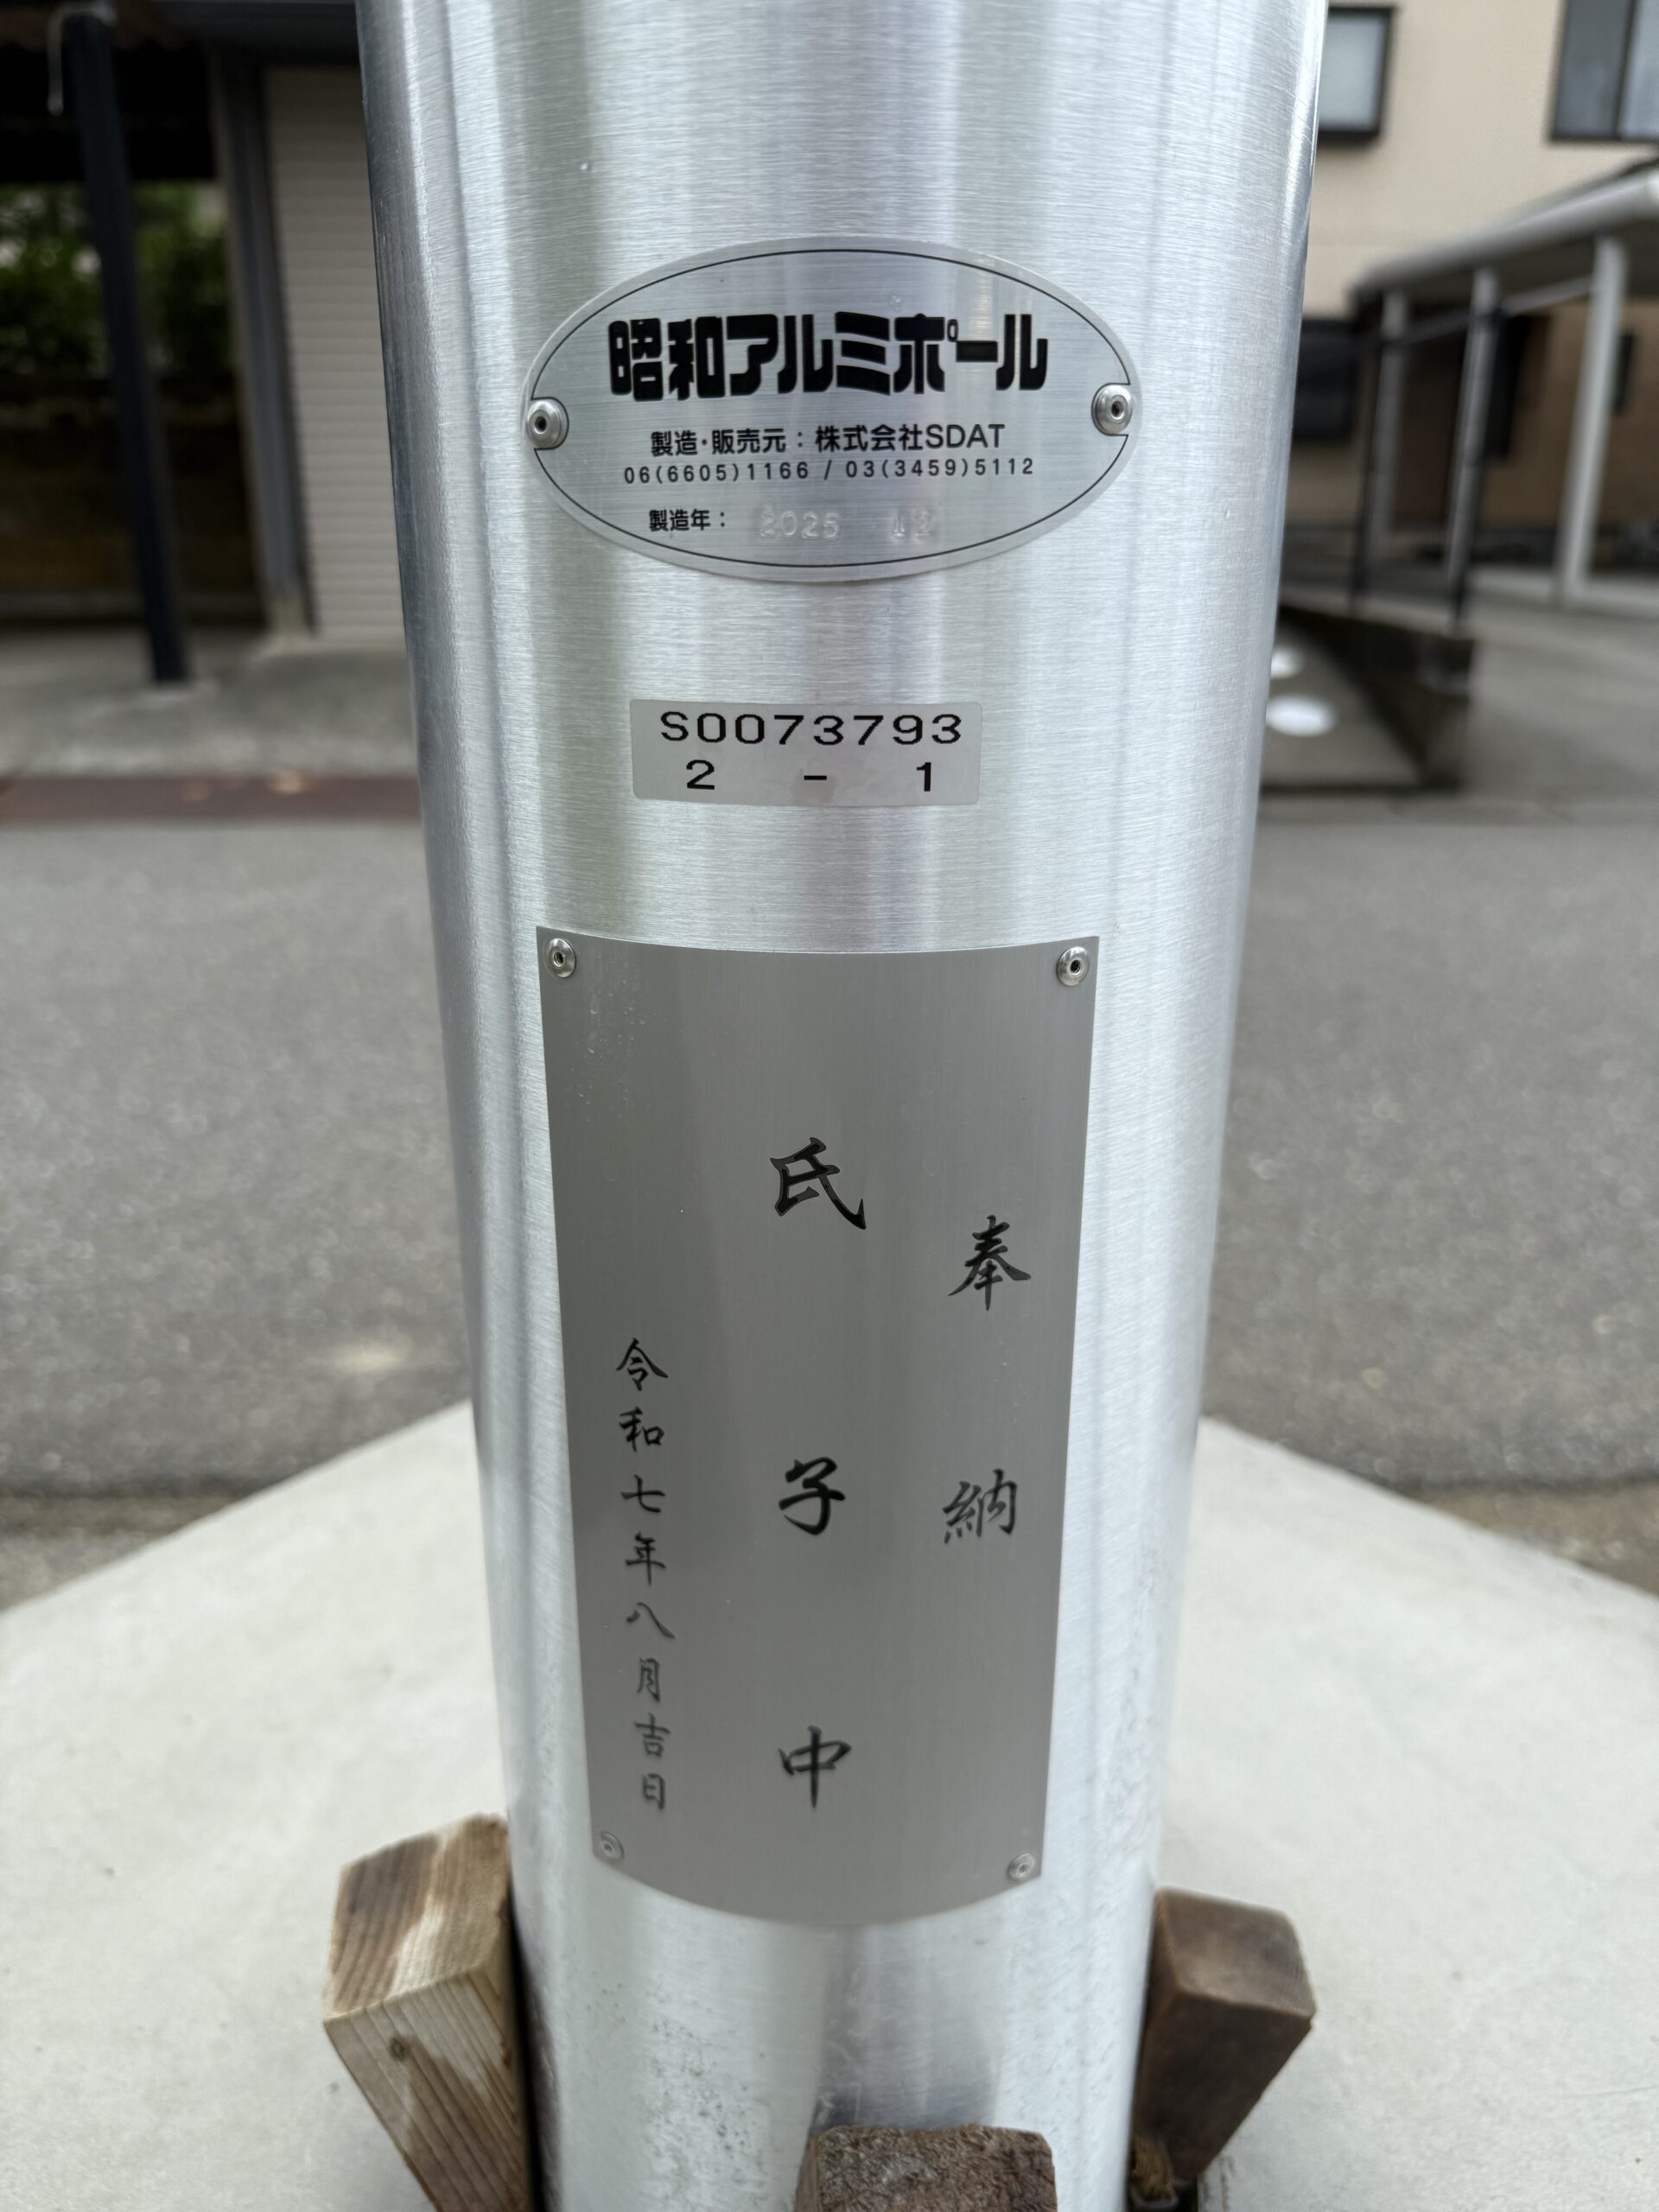 昭和アルミポール
製造・販売元：株式会社SDAT
06(6605)1166 / 03(3459)5112
製造年： 2025 12
S0073793
2 - 1
奉納
氏子中
令和七年八月吉日